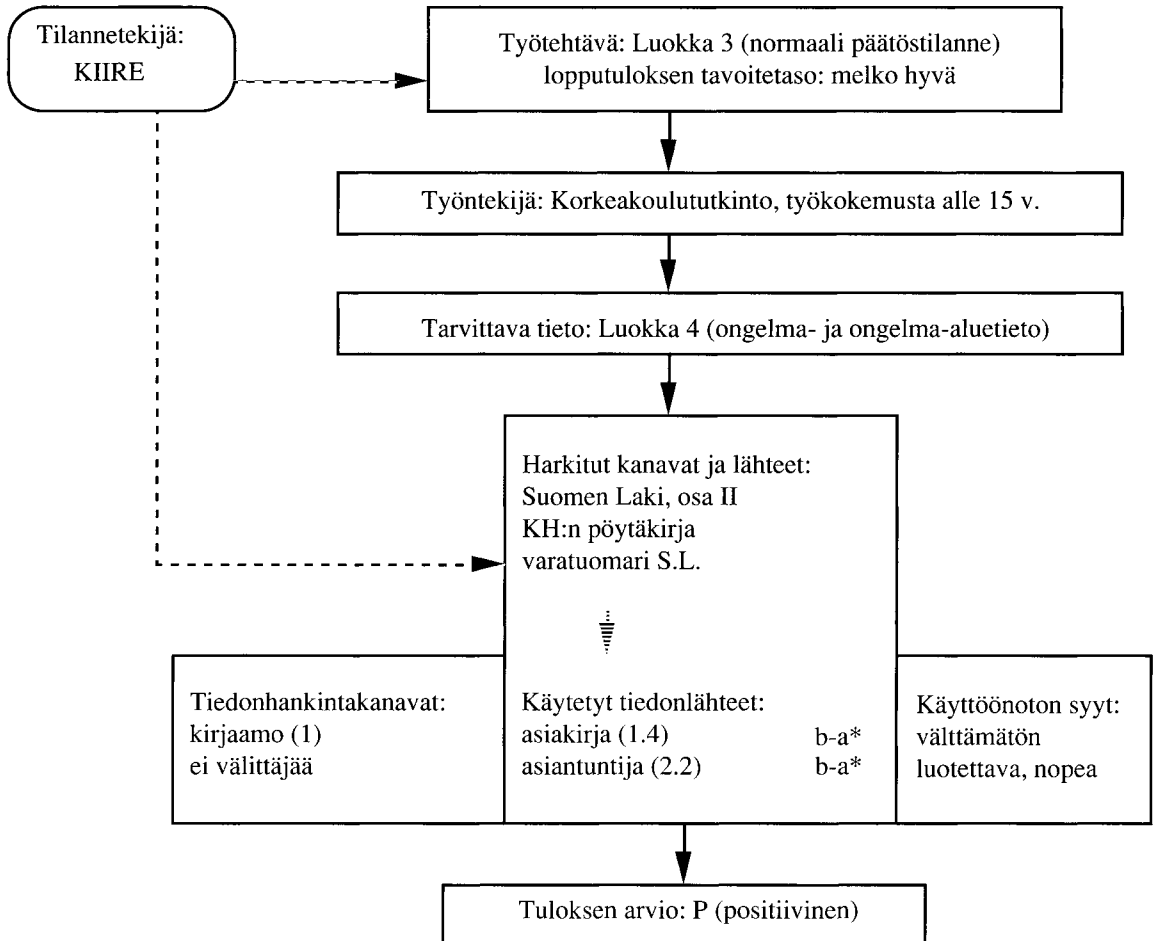 Tilannetekijä:
KIIRE
Työtehtävä: Luokka 3 (normaali päätöstilanne)
lopputuloksen tavoitetaso: melko hyvä
Työntekijä: Korkeakoulututkinto, työkokemusta alle 15 v.
Tarvittava tieto: Luokka 4 (ongelma- ja ongelma-aluetieto)
Harkitut kanavat ja lähteet:
Suomen Laki, osa II
KH:n pöytäkirja
varatuomari S.L.
Tiedonhankintakanavat:
kirjaamo (1)
ei välittäjää
Käytetyt tiedonlähteet:
asiakirja (1.4) b-a*
asiantuntija (2.2) b-a*
Käyttöönoton syyt:
välttämätön
luotettava, nopea
Tuloksen arvio: P (positiivinen)